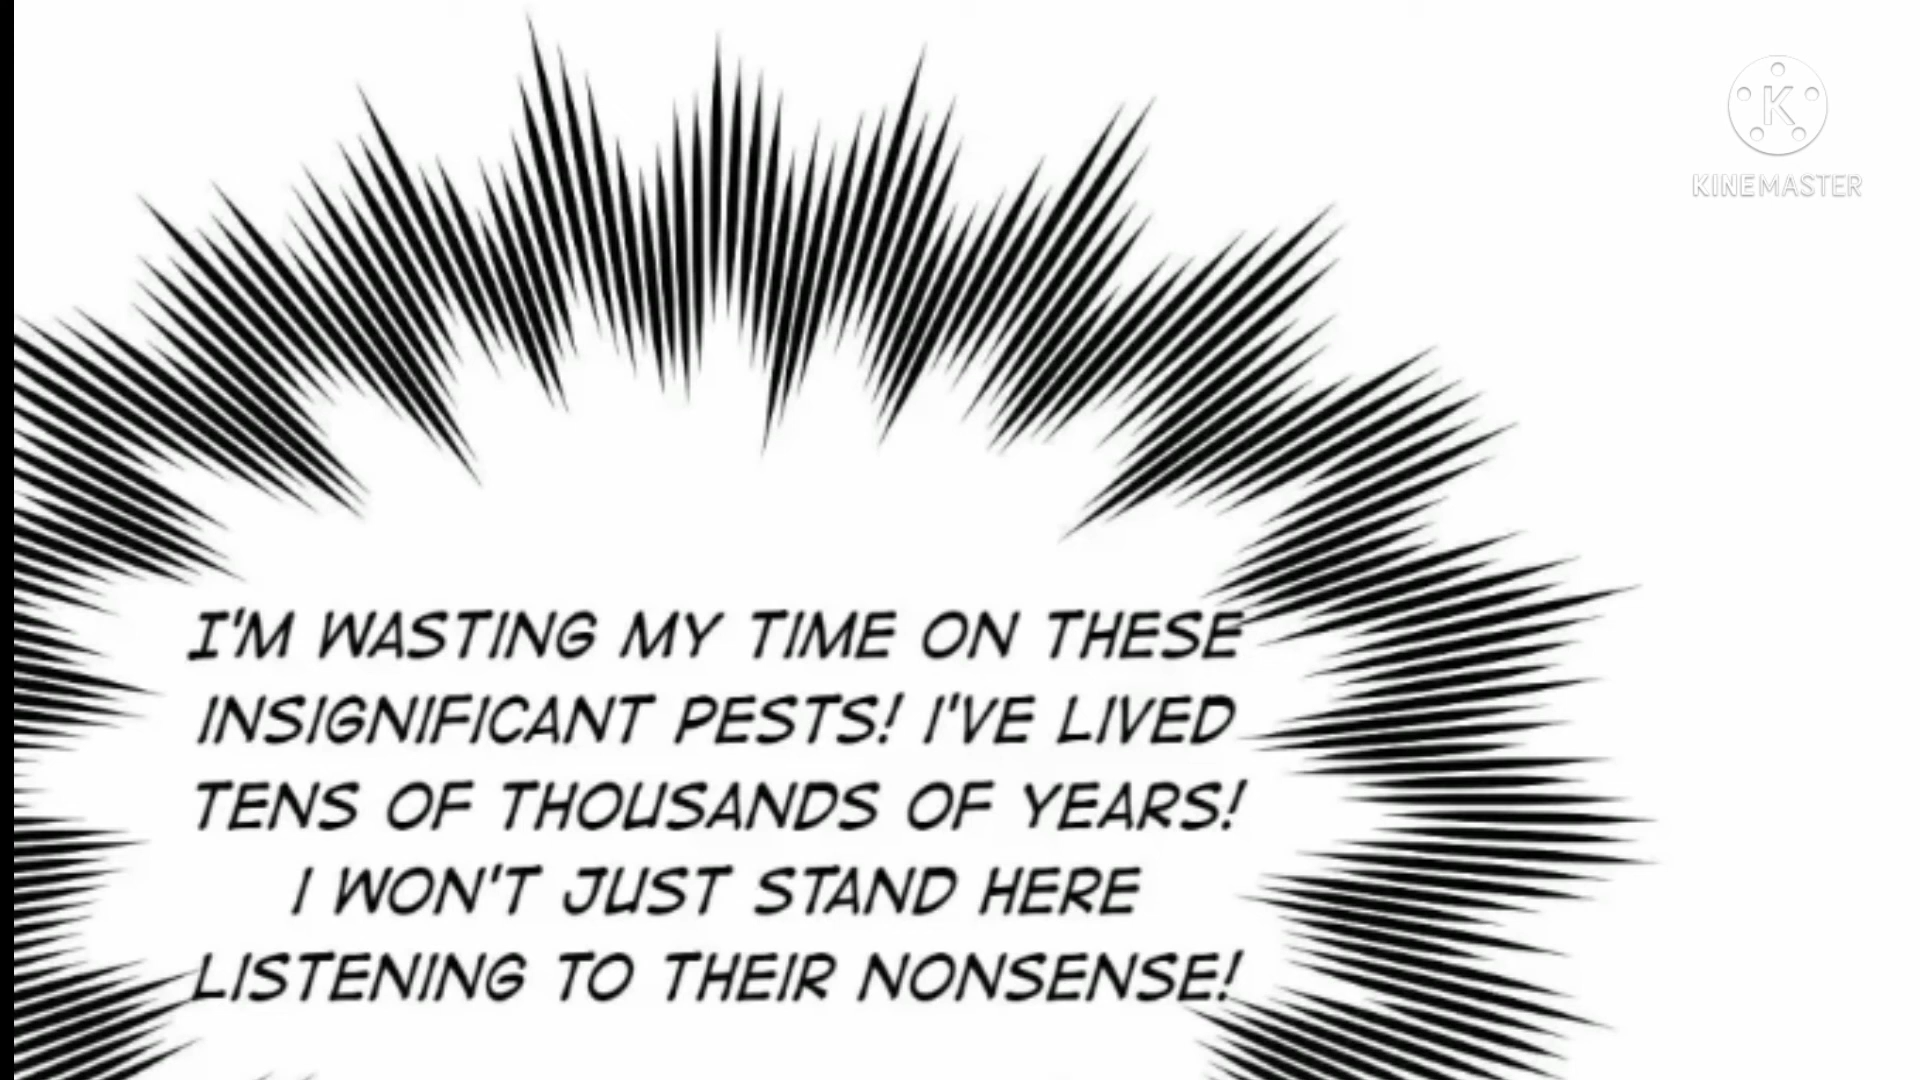 KINEMASTER
I'M WASTING MY TIME ON THESE
INSIGNIFICANT PESTS! I'VE LIVED
TENS OF THOUSANDS OF YEARS!
I WON'T JUST STAND HERE
LISTENING TO THEIR NONSENSE!